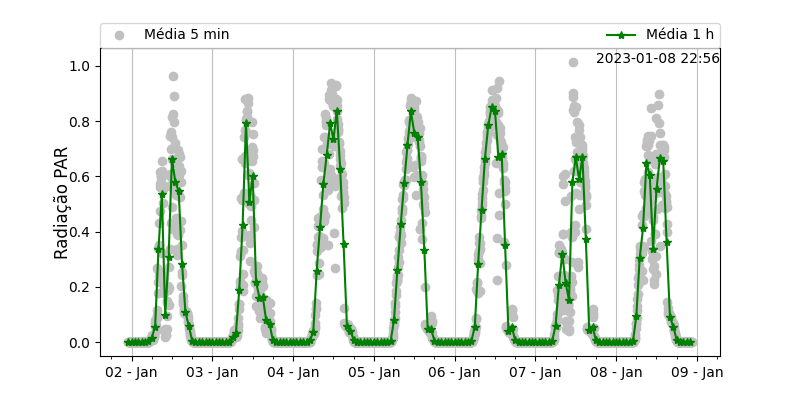 Média 5 min
Média 1 h
2023-01-08 22:56
Radiação PAR
1.0
0.8
0.6
0.4
0.2
0.0
02 - Jan
03 - Jan
04 - Jan
05 - Jan
06 - Jan
07 - Jan
08 - Jan
09 - Jan